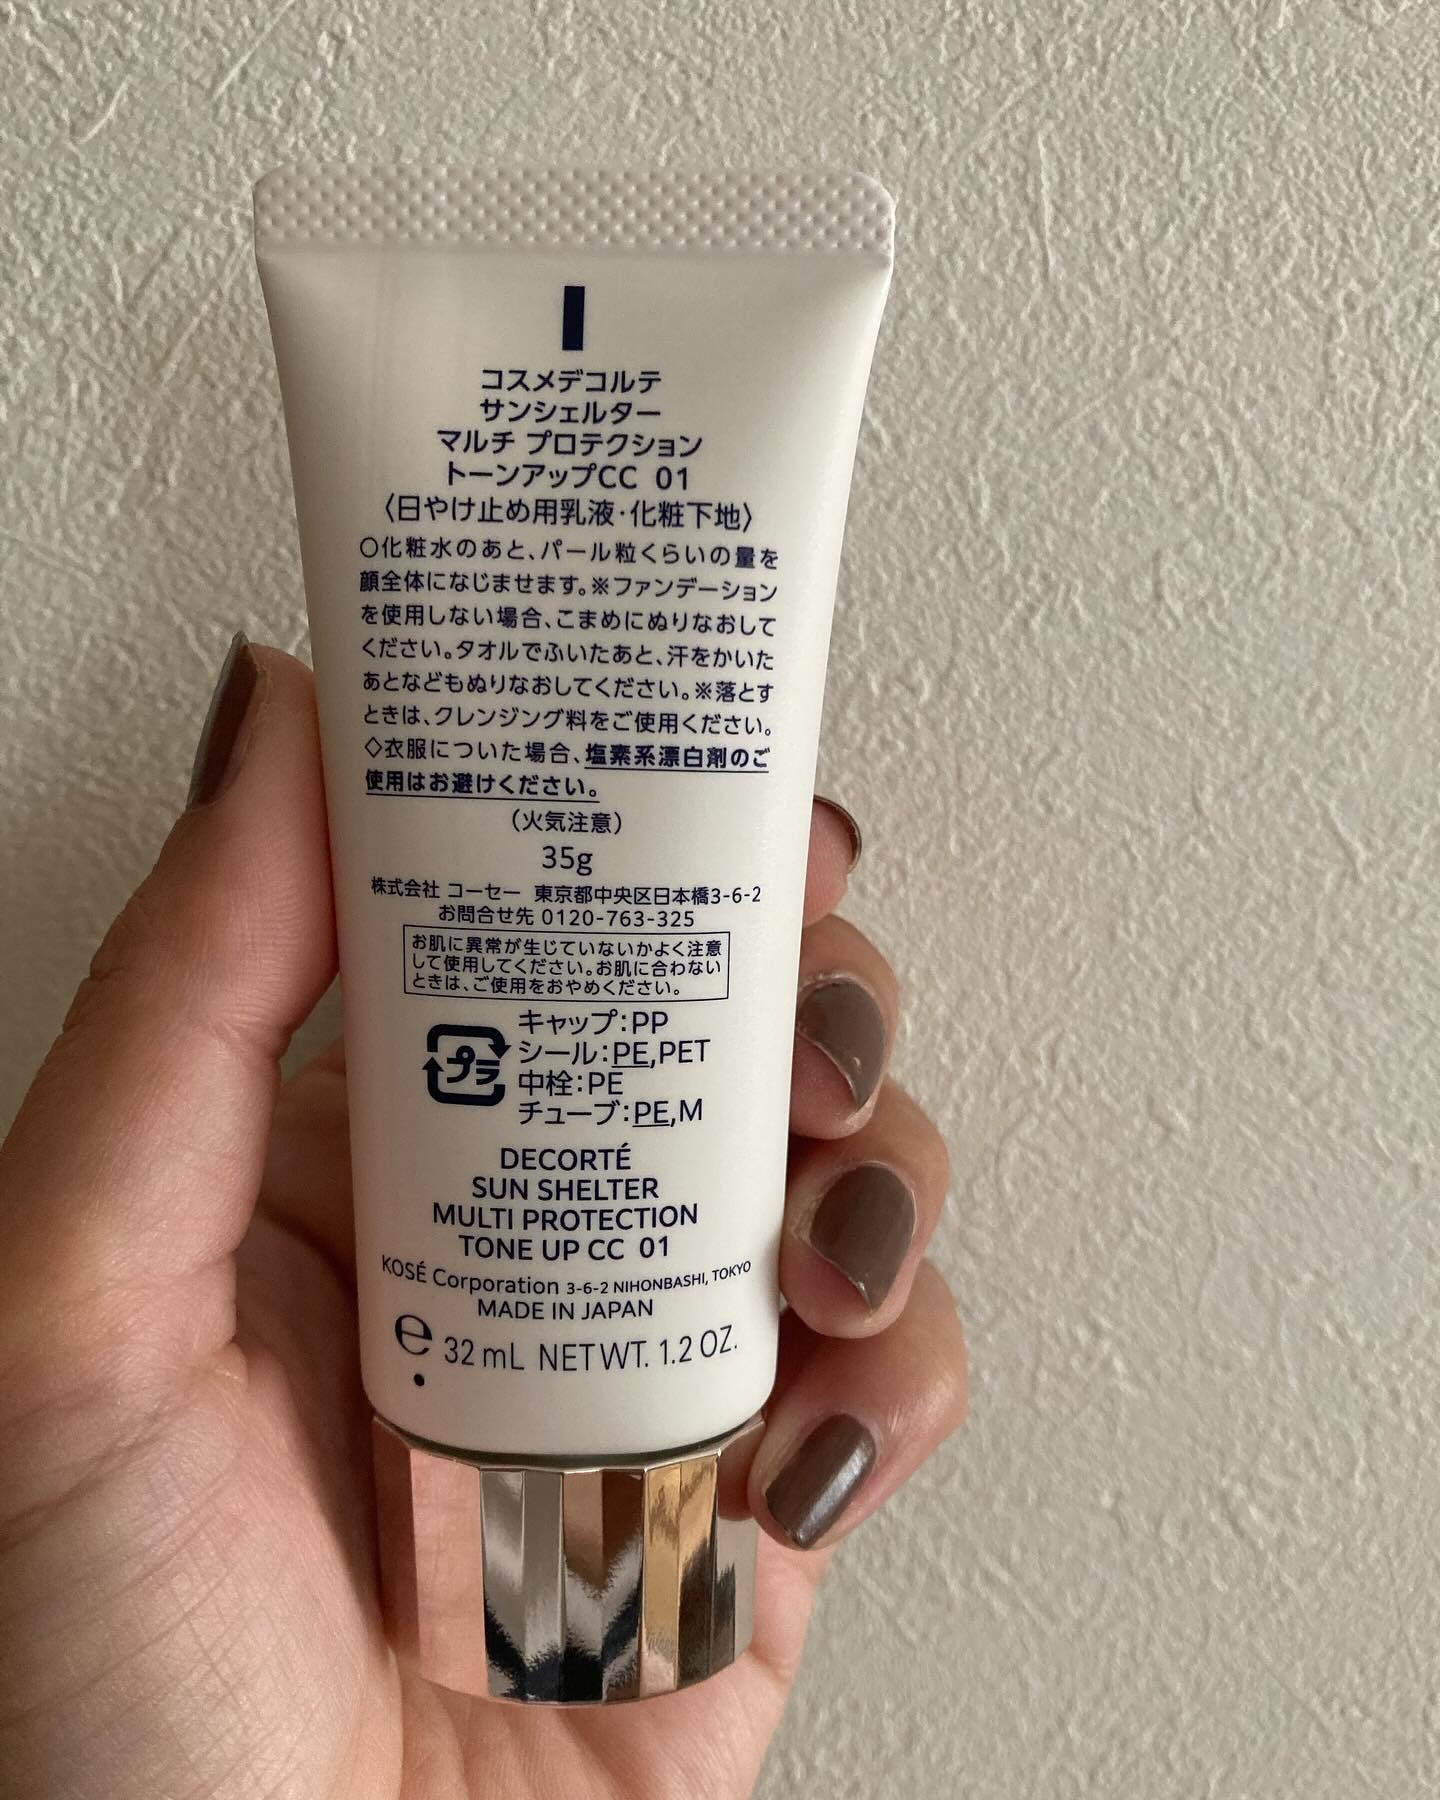 コスメデコルテ
サンシェルター
マルチ プロテクション
トーンアップCC 01
〈日やけ止め用乳液・化粧下地〉
○化粧水のあと、パール粒くらいの量を
顔全体になじませます。※ファンデーション
を使用しない場合、こまめにぬりなおして
ください。タオルでふいたあと、汗をかいた
あとなどもぬりなおしてください。※落とす
ときは、クレンジング料をご使用ください。
◇衣服についた場合、塩素系漂白剤のご
使用はお避けください。
（火気注意）
35g
株式会社 コーセー 東京都中央区日本橋3-6-2
お問合せ先 0120-763-325
お肌に異常が生じていないかよく注意
して使用してください。お肌に合わない
ときは、ご使用をおやめください。
プラ
キャップ：PP
シール：PE,PET
中栓：PE
チューブ：PE,M
DECORTÉ
SUN SHELTER
MULTI PROTECTION
TONE UP CC 01
KOSÉ Corporation 3-6-2 NIHONBASHI, TOKYO
MADE IN JAPAN
℮ 32 mL NET WT. 1.2 OZ.